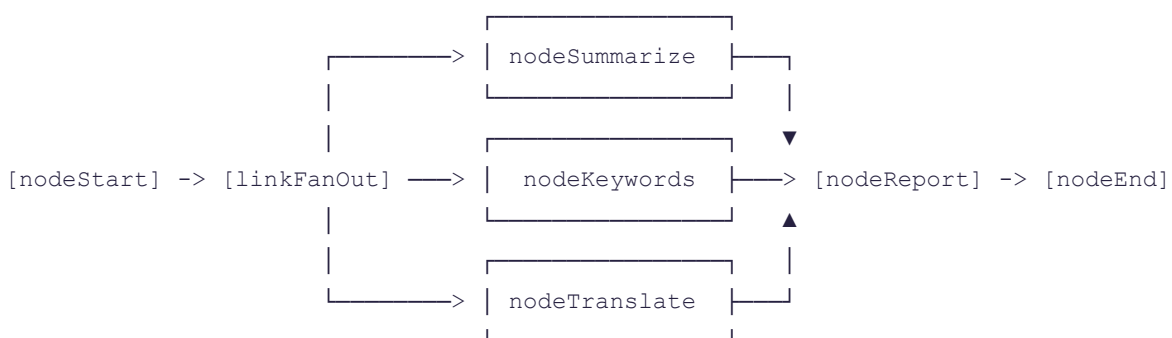 nodeSummarize
[nodeStart] -> [linkFanOut] ───> nodeKeywords ───> [nodeReport] -> [nodeEnd]
nodeTranslate